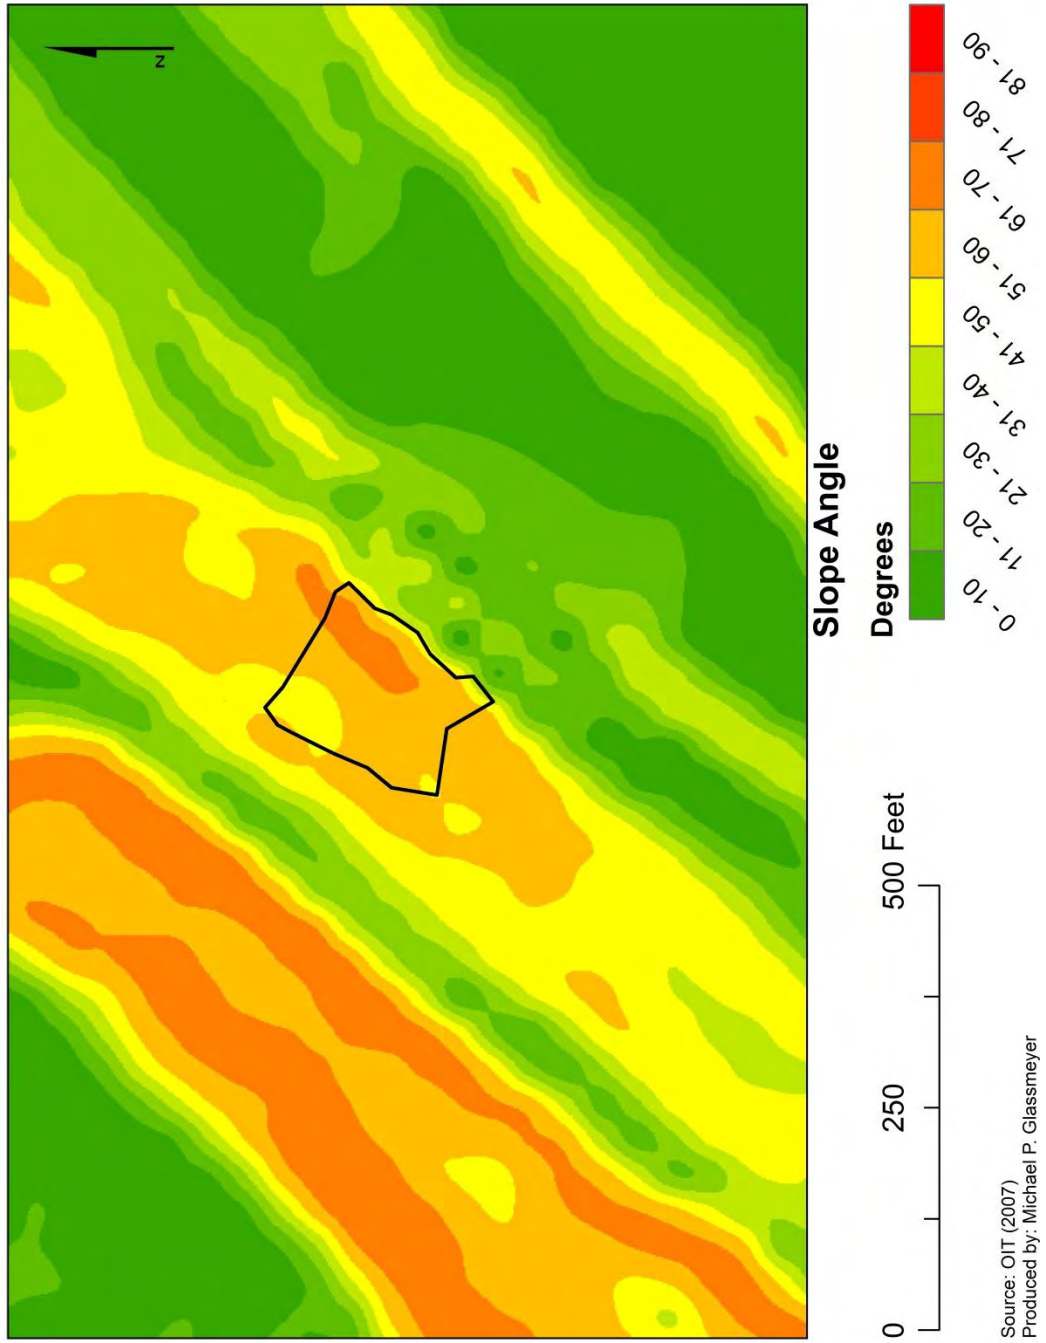 N
Slope Angle
Degrees
0 - 10
11 - 20
21 - 30
31 - 40
41 - 50
51 - 60
61 - 70
71 - 80
81 - 90
0 250 500 Feet
Source: OIT (2007)
Produced by: Michael P. Glassmeyer